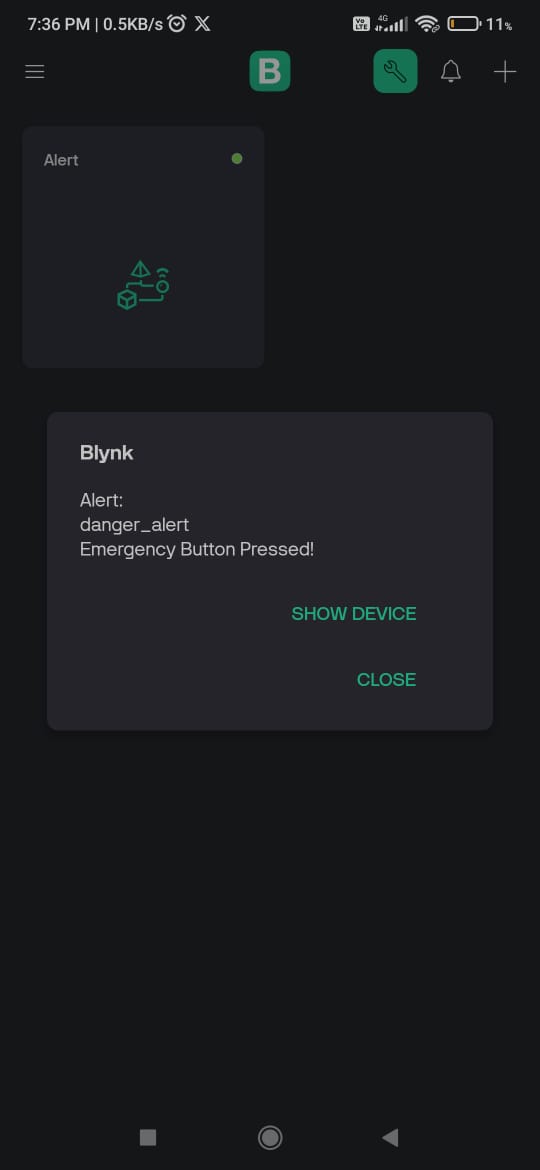 7:36 PM | 0.5KB/s Vo LTE 4G 11%
B
Alert
Blynk
Alert:
danger_alert
Emergency Button Pressed!
SHOW DEVICE
CLOSE